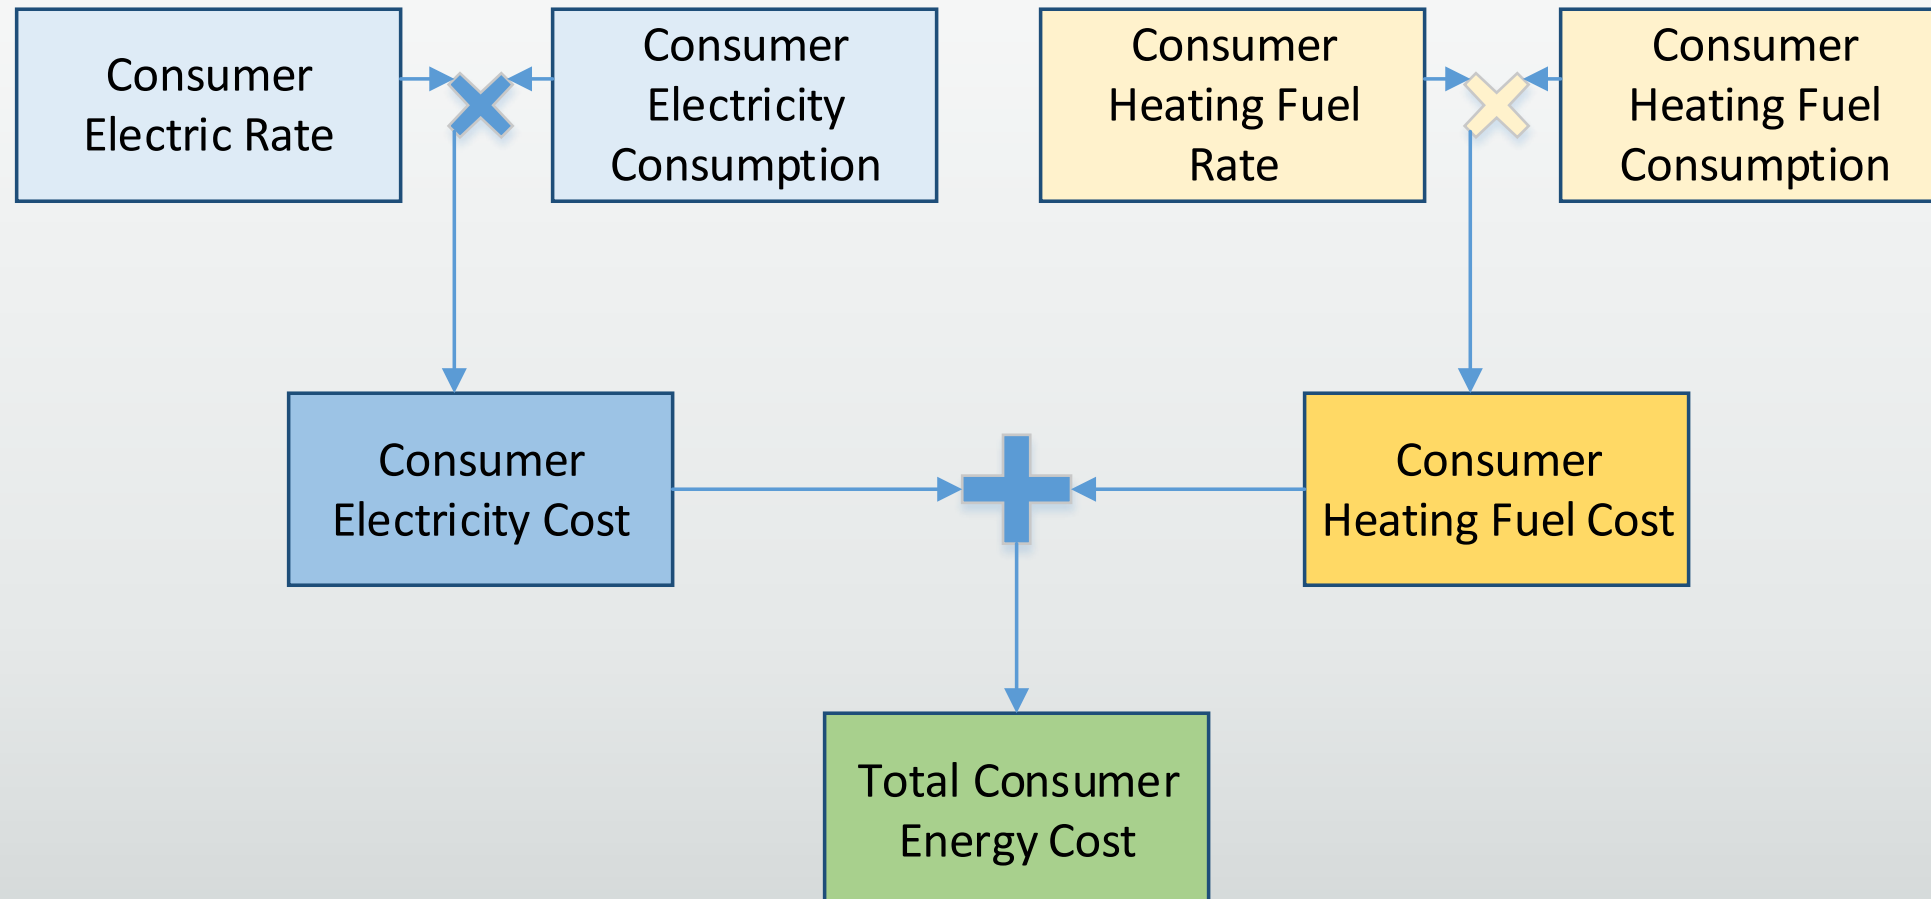 Consumer
Electric Rate
Consumer
Electricity
Consumption
Consumer
Heating Fuel
Rate
Consumer
Heating Fuel
Consumption
Consumer
Electricity Cost
Consumer
Heating Fuel Cost
Total Consumer
Energy Cost